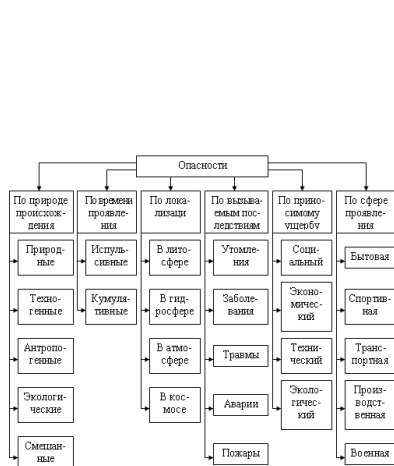 Опасности
По природе
происхож-
дения
По времени
проявле-
ния
По лока-
лизаци
По вызыва-
емым пос-
ледствиям
По прино-
симому
ущербу
По сфере
проявле-
ния
Природ-
ные
Техно-
генные
Антропо-
генные
Экологи-
ческие
Смешан-
ные
Испуль-
сивные
Кумуля-
тивные
В лито-
сфере
В гид-
росфере
В атмо-
сфере
В кос-
мосе
Утомле-
ния
Заболе-
вания
Травмы
Аварии
Пожары
Соци-
альный
Эконо-
мичес-
кий
Техни-
ческий
Эколо-
гичес-
кий
Бытовая
Спортив-
ная
Транс-
портная
Произ-
водст-
венная
Военная